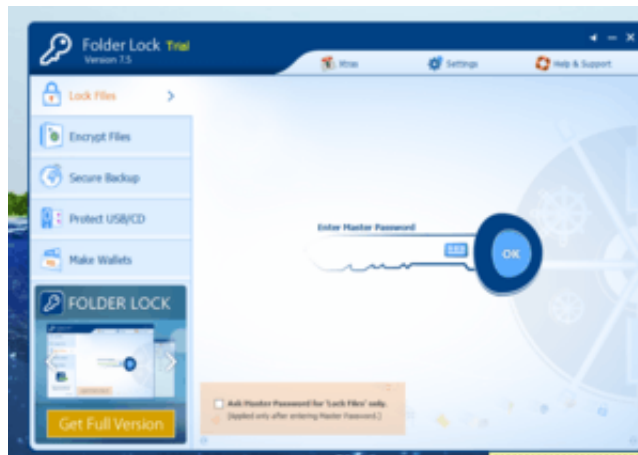 Folder Lock Trial
Version 7.5
Xtras
Settings
Help & Support
Lock Files
Encrypt Files
Secure Backup
Protect USB/CD
Make Wallets
Enter Master Password
OK
FOLDER LOCK
Get Full Version
Ask Master Password for 'Lock Files' only.
(Applied only after entering Master Password.)